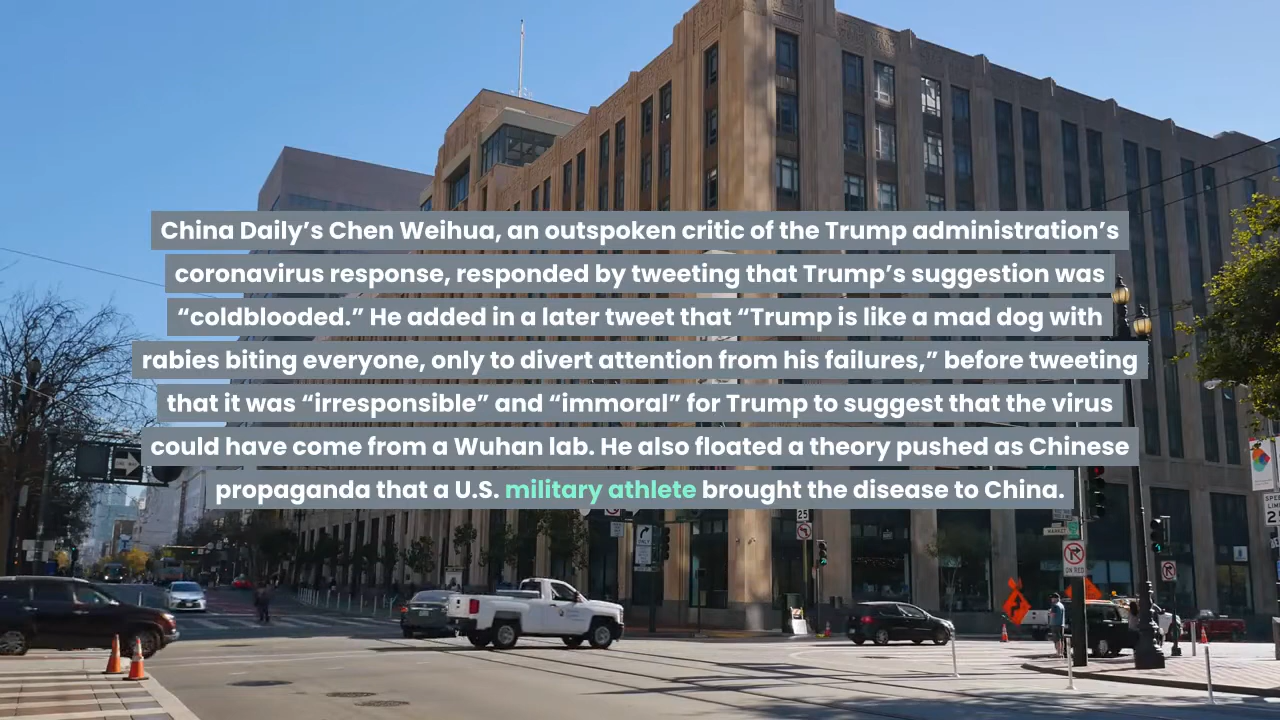 China Daily’s Chen Weihua, an outspoken critic of the Trump administration’s
coronavirus response, responded by tweeting that Trump’s suggestion was
“coldblooded.” He added in a later tweet that “Trump is like a mad dog with
rabies biting everyone, only to divert attention from his failures,” before tweeting
that it was “irresponsible” and “immoral” for Trump to suggest that the virus
could have come from a Wuhan lab. He also floated a theory pushed as Chinese
propaganda that a U.S. military athlete brought the disease to China.
25
MARKET
ON RED